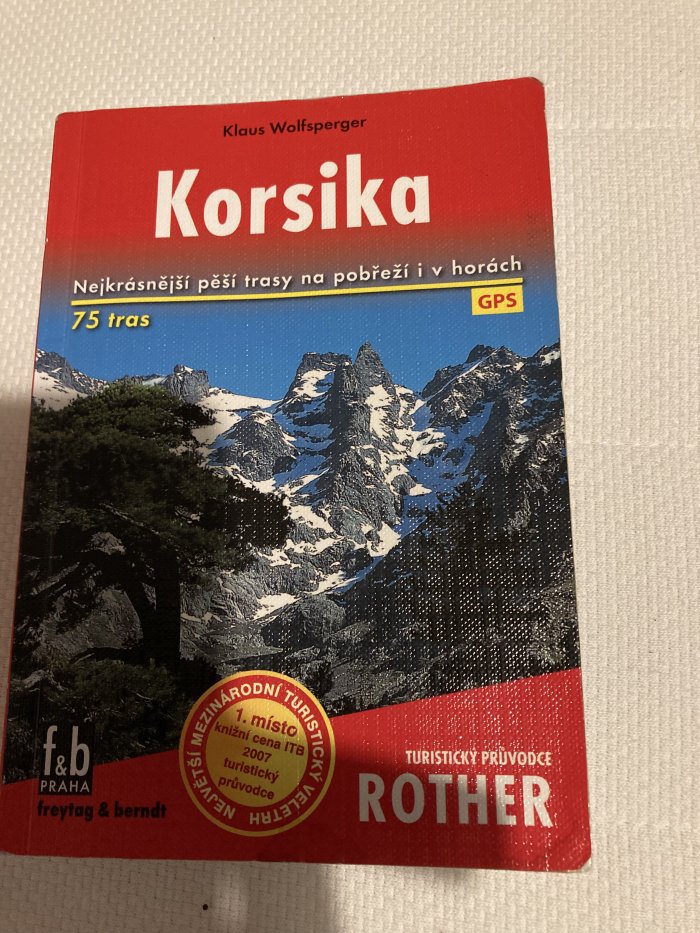 Klaus Wolfsperger
Korsika
Nejkrásnější pěší trasy na pobřeží i v horách
75 tras
GPS
NEJVĚTŠÍ MEZINÁRODNÍ TURISTICKÝ VELETRH
1. místo
knižní cena ITB
2007
turistický
průvodce
f&b
PRAHA
freytag & berndt
TURISTICKÝ PRŮVODCE
ROTHER